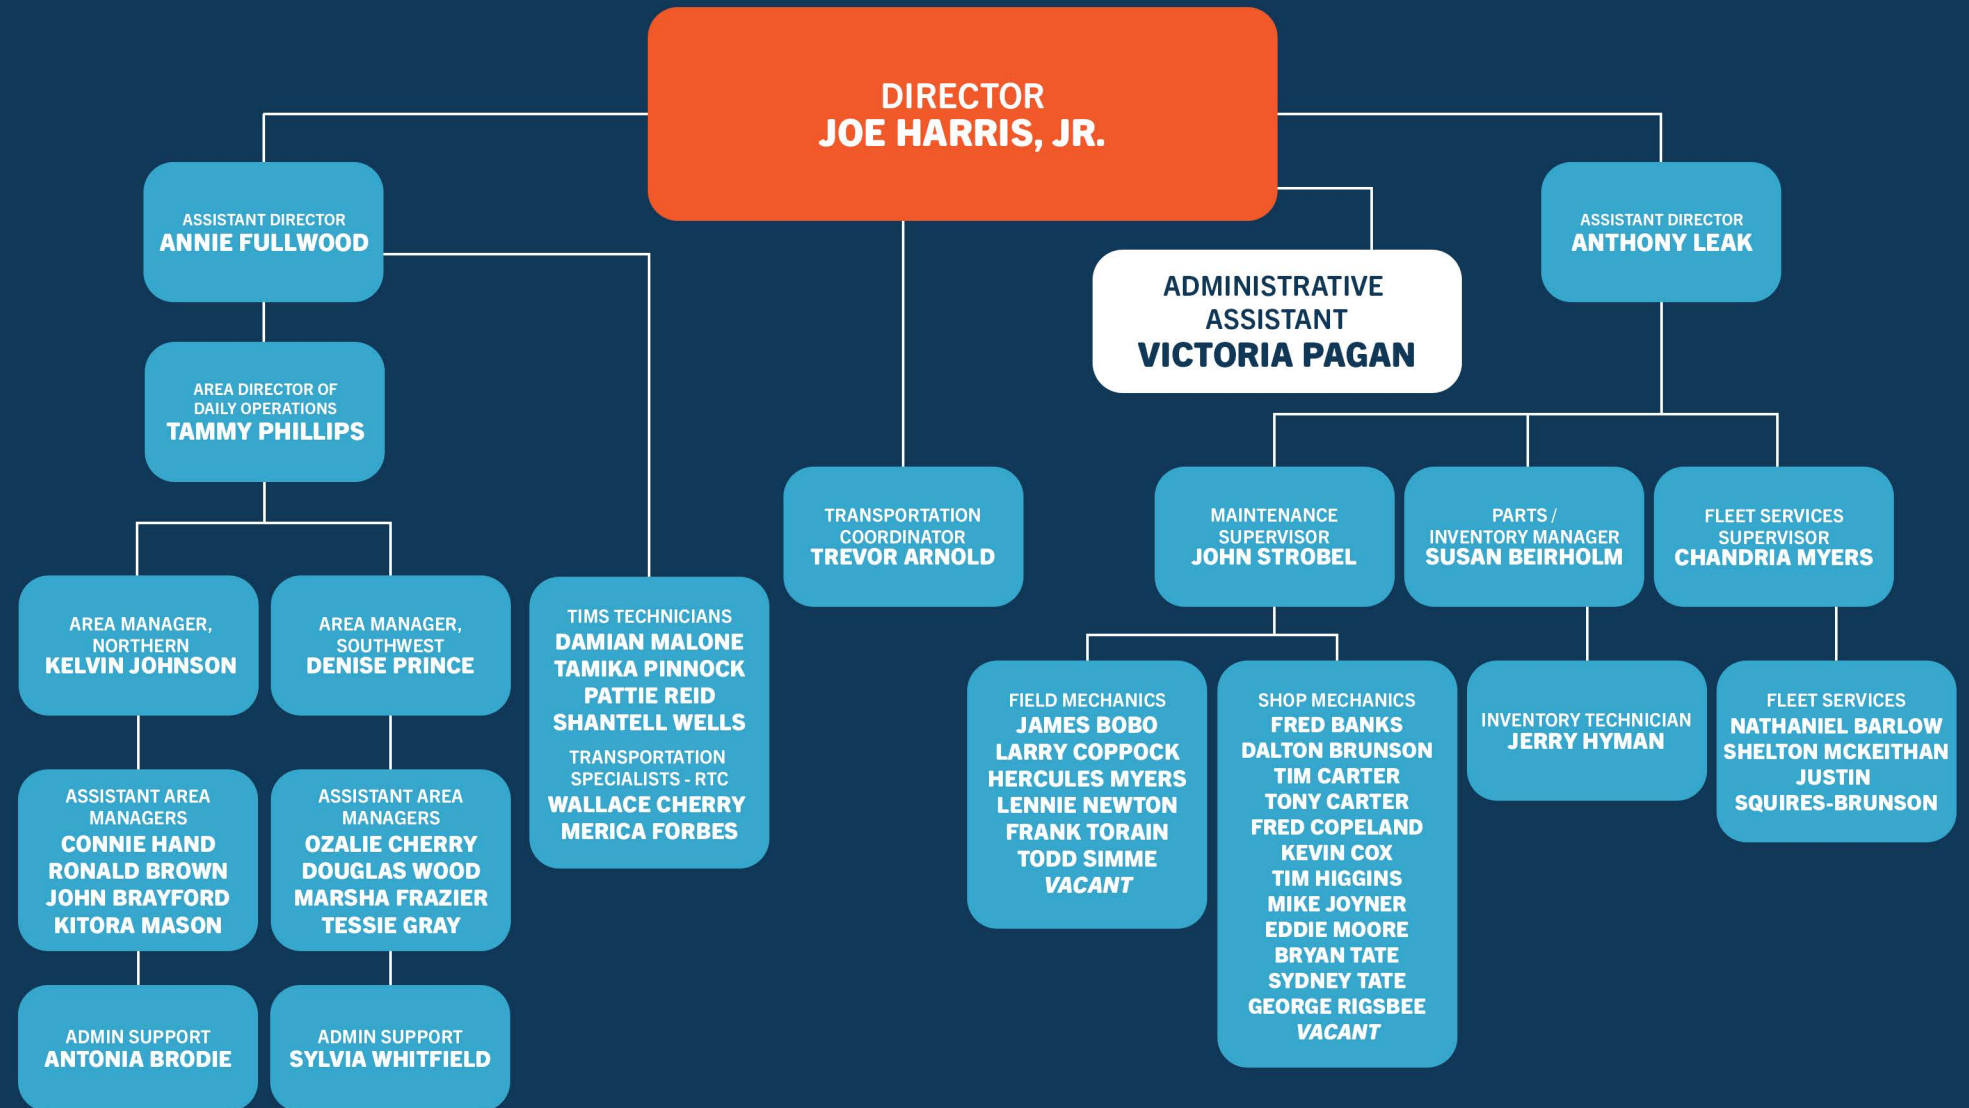 DIRECTOR
JOE HARRIS, JR.
ASSISTANT DIRECTOR
ANNIE FULLWOOD
ASSISTANT DIRECTOR
ANTHONY LEAK
ADMINISTRATIVE
ASSISTANT
VICTORIA PAGAN
AREA DIRECTOR OF
DAILY OPERATIONS
TAMMY PHILLIPS
TRANSPORTATION
COORDINATOR
TREVOR ARNOLD
MAINTENANCE
SUPERVISOR
JOHN STROBEL
PARTS /
INVENTORY MANAGER
SUSAN BEIRHOLM
FLEET SERVICES
SUPERVISOR
CHANDRIA MYERS
AREA MANAGER,
NORTHERN
KELVIN JOHNSON
AREA MANAGER,
SOUTHWEST
DENISE PRINCE
TIMS TECHNICIANS
DAMIAN MALONE
TAMIKA PINNOCK
PATTIE REID
SHANTELL WELLS
TRANSPORTATION
SPECIALISTS - RTC
WALLACE CHERRY
MERICA FORBES
FIELD MECHANICS
JAMES BOBO
LARRY COPPOCK
HERCULES MYERS
LENNIE NEWTON
FRANK TORAIN
TODD SIMME
VACANT
SHOP MECHANICS
FRED BANKS
DALTON BRUNSON
TIM CARTER
TONY CARTER
FRED COPELAND
KEVIN COX
TIM HIGGINS
MIKE JOYNER
EDDIE MOORE
BRYAN TATE
SYDNEY TATE
GEORGE RIGSBEE
VACANT
INVENTORY TECHNICIAN
JERRY HYMAN
FLEET SERVICES
NATHANIEL BARLOW
SHELTON MCKEITHAN
JUSTIN
SQUIRES-BRUNSON
ASSISTANT AREA
MANAGERS
CONNIE HAND
RONALD BROWN
JOHN BRAYFORD
KITORA MASON
ASSISTANT AREA
MANAGERS
OZALIE CHERRY
DOUGLAS WOOD
MARSHA FRAZIER
TESSIE GRAY
ADMIN SUPPORT
ANTONIA BRODIE
ADMIN SUPPORT
SYLVIA WHITFIELD